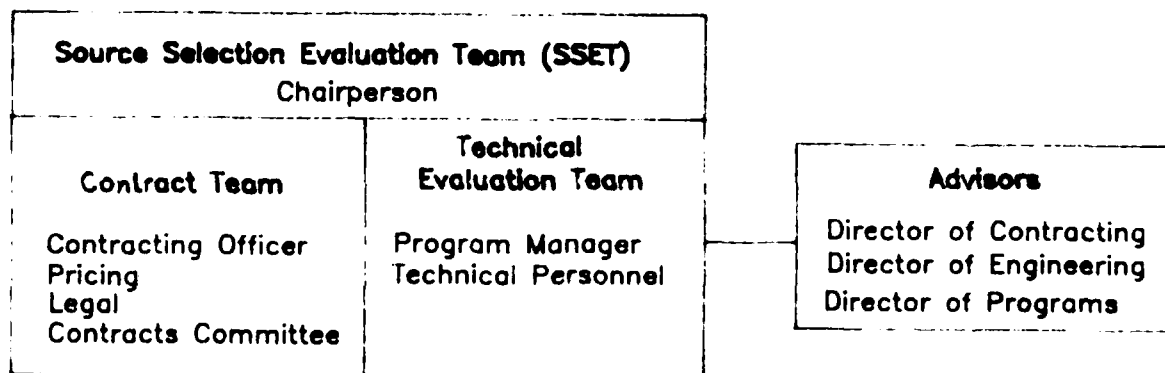 Source Selection Evaluation Team (SSET)
Chairperson
Contract Team
Contracting Officer
Pricing
Legal
Contracts Committee
Technical
Evaluation Team
Program Manager
Technical Personnel
Advisors
Director of Contracting
Director of Engineering
Director of Programs